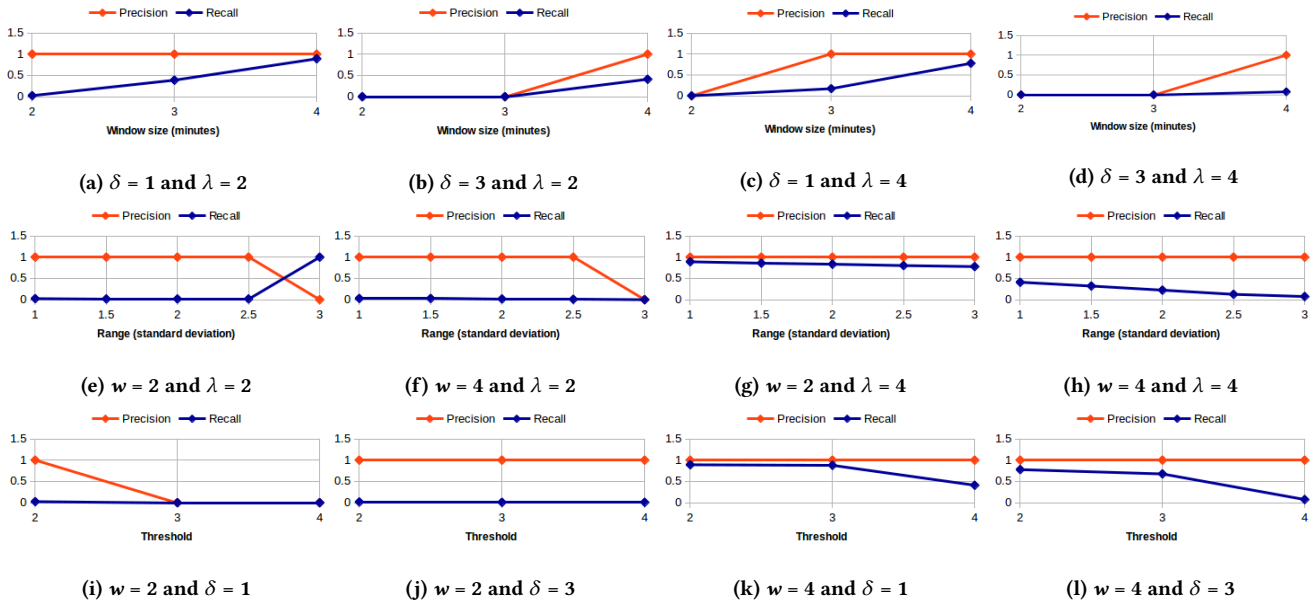 Precision Recall
1.5
1
0.5
0
2 3 4
Window size (minutes)
(a) δ = 1 and λ = 2
Precision Recall
1.5
1
0.5
0
2 3 4
Window size (minutes)
(b) δ = 3 and λ = 2
Precision Recall
1.5
1
0.5
0
2 3 4
Window size (minutes)
(c) δ = 1 and λ = 4
Precision Recall
1.5
1
0.5
0
2 3 4
Window size (minutes)
(d) δ = 3 and λ = 4
Precision Recall
1.5
1
0.5
0
1 1.5 2 2.5 3
Range (standard deviation)
(e) w = 2 and λ = 2
Precision Recall
1.5
1
0.5
0
1 1.5 2 2.5 3
Range (standard deviation)
(f) w = 4 and λ = 2
Precision Recall
1.5
1
0.5
0
1 1.5 2 2.5 3
Range (standard deviation)
(g) w = 2 and λ = 4
Precision Recall
1.5
1
0.5
0
1 1.5 2 2.5 3
Range (standard deviation)
(h) w = 4 and λ = 4
Precision Recall
1.5
1
0.5
0
2 3 4
Threshold
(i) w = 2 and δ = 1
Precision Recall
1.5
1
0.5
0
2 3 4
Threshold
(j) w = 2 and δ = 3
Precision Recall
1.5
1
0.5
0
2 3 4
Threshold
(k) w = 4 and δ = 1
Precision Recall
1.5
1
0.5
0
2 3 4
Threshold
(l) w = 4 and δ = 3